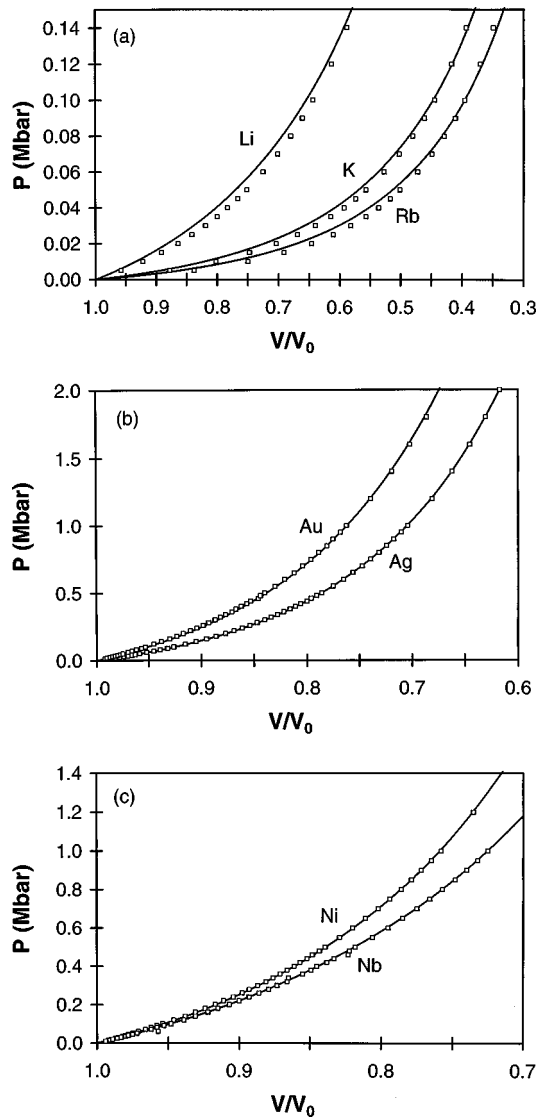 (a)
P (Mbar)
0.14
0.12
0.10
0.08
0.06
0.04
0.02
0.00
Li
K
Rb
1.0 0.9 0.8 0.7 0.6 0.5 0.4 0.3
V/V₀
(b)
P (Mbar)
2.0
1.5
1.0
0.5
0.0
Au
Ag
1.0 0.9 0.8 0.7 0.6
V/V₀
(c)
P (Mbar)
1.4
1.2
1.0
0.8
0.6
0.4
0.2
0.0
Ni
Nb
1.0 0.9 0.8 0.7
V/V₀